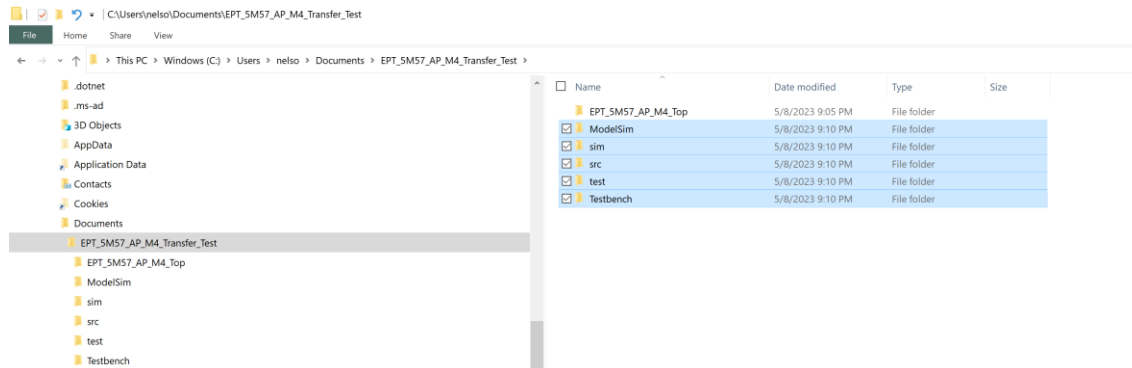 C:\Users\nelso\Documents\EPT_5M57_AP_M4_Transfer_Test
File Home Share View
This PC > Windows (C:) > Users > nelso > Documents > EPT_5M57_AP_M4_Transfer_Test >
.dotnet
.ms-ad
3D Objects
AppData
Application Data
Contacts
Cookies
Documents
EPT_5M57_AP_M4_Transfer_Test
EPT_5M57_AP_M4_Top
ModelSim
sim
src
test
Testbench
Name Date modified Type Size
EPT_5M57_AP_M4_Top 5/8/2023 9:05 PM File folder
ModelSim 5/8/2023 9:10 PM File folder
sim 5/8/2023 9:10 PM File folder
src 5/8/2023 9:10 PM File folder
test 5/8/2023 9:10 PM File folder
Testbench 5/8/2023 9:10 PM File folder